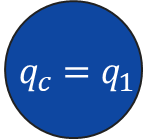 $q_c = q_1$